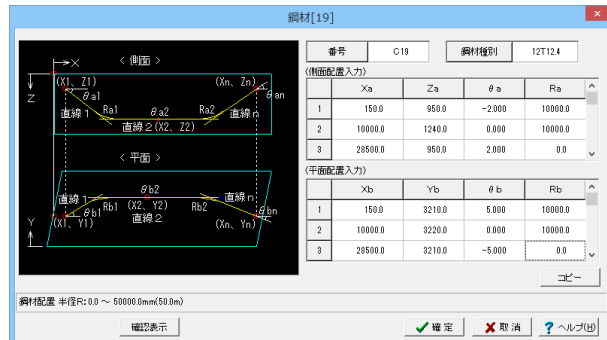 鋼材[19]
×
< 側面 >
X
(X1、Z1)
(Xn、Zn)
Z
θa1
θan
直線1
Ra1
θa2
Ra2
直線n
直線2(X2、Z2)
< 平面 >
直線1
θb2
直線n
Rb1
(X2、Y2)
Rb2
θb1
直線2
θbn
Y
(X1、Y1)
(Xn、Yn)
番号 C19 鋼材種別 12T12.4
(側面配置入力)
Xa Za θa Ra
1 150.0 950.0 -2.000 10000.0
2 10000.0 1240.0 0.000 10000.0
3 28500.0 950.0 2.000 0.0
(平面配置入力)
Xb Yb θb Rb
1 150.0 3210.0 5.000 10000.0
2 10000.0 3220.0 0.000 10000.0
3 28500.0 3210.0 -5.000 0.0
コピー
鋼材配置 半径R: 0.0 ～ 50000.0mm(50.0m)
確認表示 確定 取消 ? ヘルプ(H)